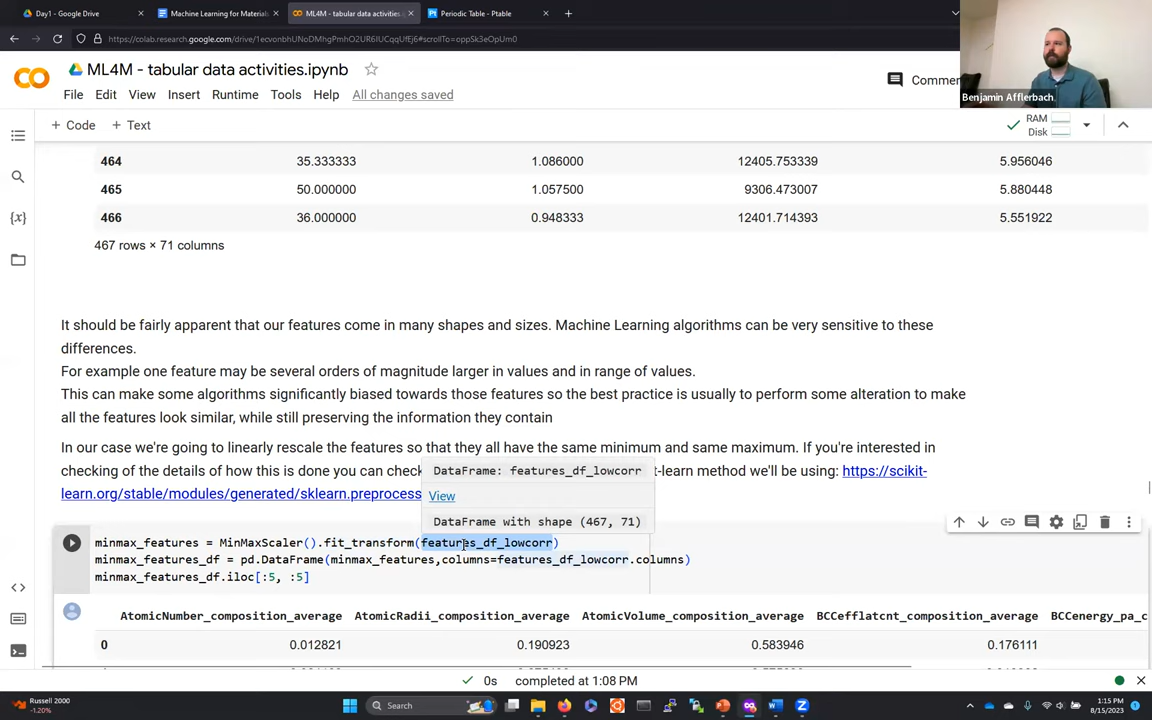 Day1 - Google Drive
Machine Learning for Materials
ML4M - tabular data activities.i
Periodic Table - Ptable
https://colab.research.google.com/drive/1ecvonbhUNoDMhgPmhO2UR6IUCqqUfEj6#scrollTo=oppSk3eOpUm0
ML4M - tabular data activities.ipynb
File Edit View Insert Runtime Tools Help All changes saved
Comme
Benjamin Afflerbach
+ Code + Text
RAM
Disk
464 35.333333 1.086000 12405.753339 5.956046
465 50.000000 1.057500 9306.473007 5.880448
466 36.000000 0.948333 12401.714393 5.551922
467 rows × 71 columns
It should be fairly apparent that our features come in many shapes and sizes. Machine Learning algorithms can be very sensitive to these
differences.
For example one feature may be several orders of magnitude larger in values and in range of values.
This can make some algorithms significantly biased towards those features so the best practice is usually to perform some alteration to make
all the features look similar, while still preserving the information they contain
In our case we're going to linearly rescale the features so that they all have the same minimum and same maximum. If you're interested in
checking of the details of how this is done you can chec
t-learn method we'll be using: https://scikit-
learn.org/stable/modules/generated/sklearn.preprocess
DataFrame: features_df_lowcorr
View
DataFrame with shape (467, 71)
minmax_features = MinMaxScaler().fit_transform(features_df_lowcorr)
minmax_features_df = pd.DataFrame(minmax_features,columns=features_df_lowcorr.columns)
minmax_features_df.iloc[:5, :5]
AtomicNumber_composition_average AtomicRadii_composition_average AtomicVolume_composition_average BCCefflatcnt_composition_average BCCenergy_pa_c
0 0.012821 0.190923 0.583946 0.176111
0s completed at 1:08 PM
Russell 2000
-1.20%
Search
1:15 PM
8/15/2023